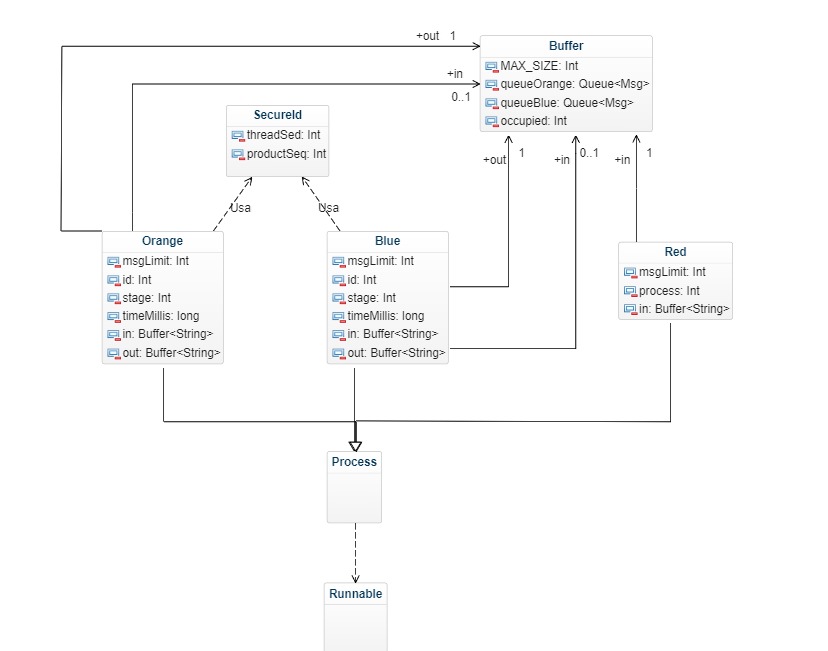 +out 1
+in
0..1
Buffer
MAX_SIZE: Int
queueOrange: Queue<Msg>
queueBlue: Queue<Msg>
occupied: Int
SecureId
threadSed: Int
productSeq: Int
+out 1
+in 0..1
+in 1
Usa
Usa
Orange
msgLimit: Int
id: Int
stage: Int
timeMillis: long
in: Buffer<String>
out: Buffer<String>
Blue
msgLimit: Int
id: Int
stage: Int
timeMillis: long
in: Buffer<String>
out: Buffer<String>
Red
msgLimit: Int
process: Int
in: Buffer<String>
Process
Runnable